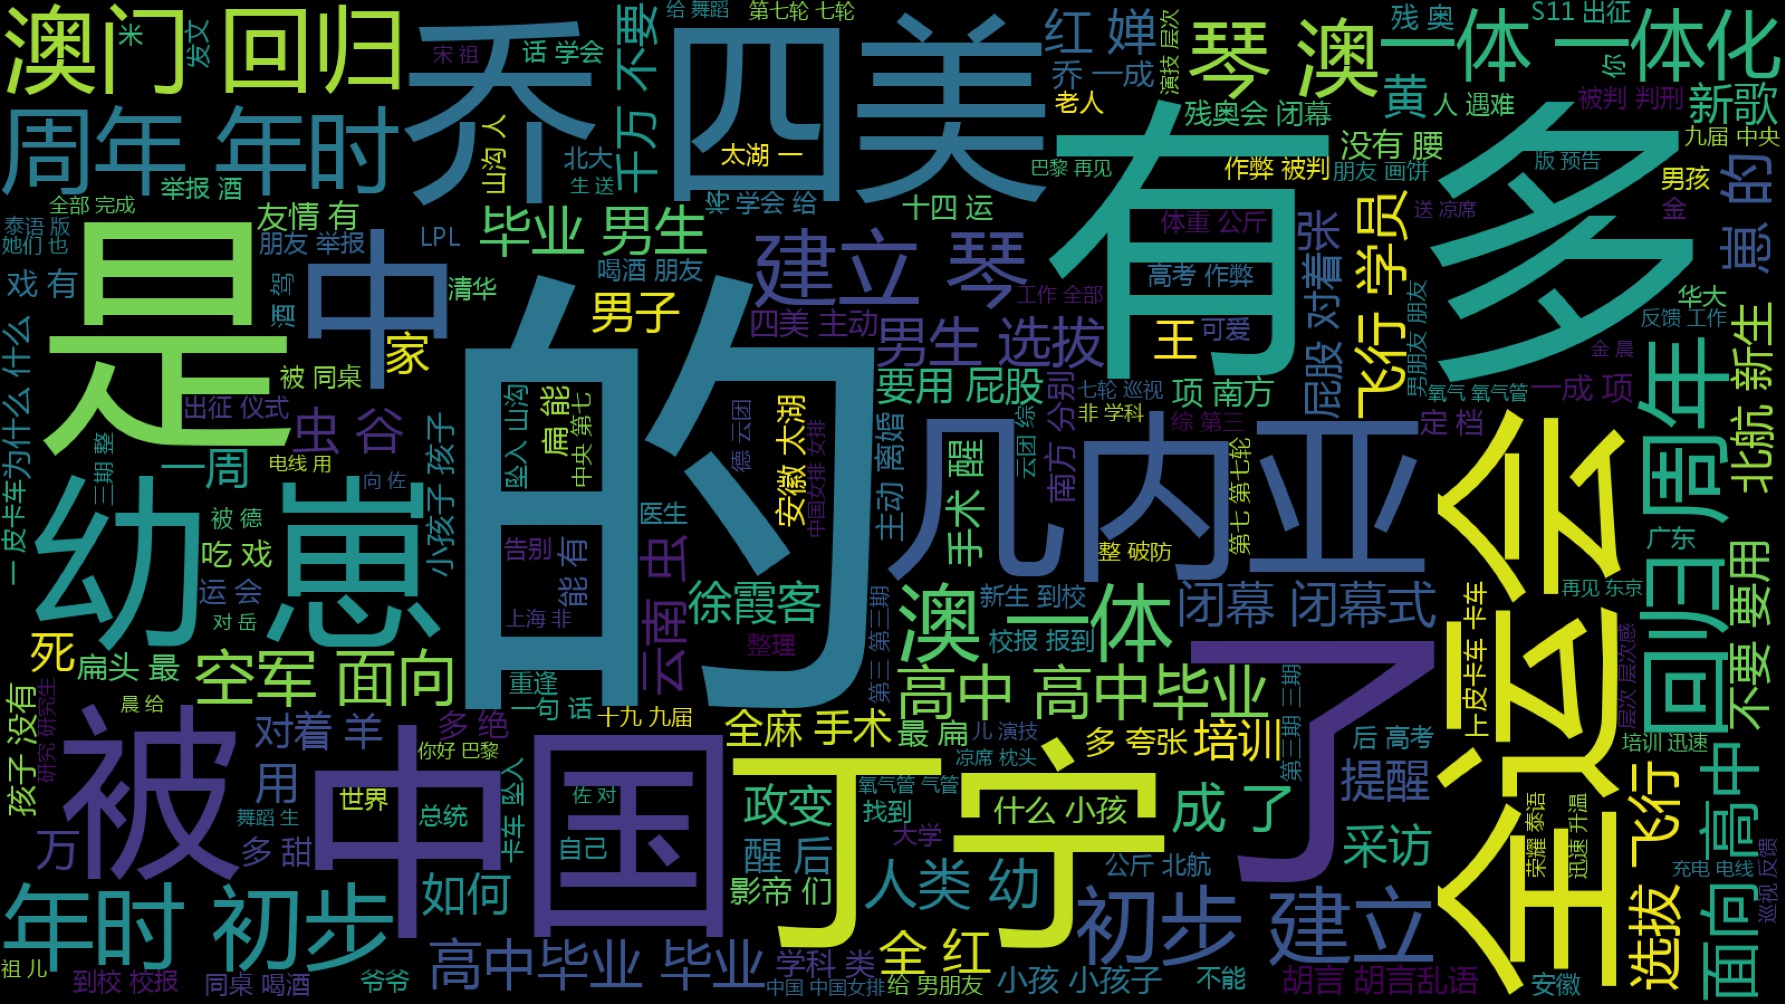 澳门 回归
米
发文
宋 祖
乔
话 学会
给 舞蹈
第七轮 七轮
千万 不要
四美
红 婵
乔 一成
演技 层次
琴 澳
一体 一体化
残 奥
S11 出征
你
黄
人 遇难
被判 判刑
新歌
九届 中央
周年 年时
山沟 人
北大
生 送
太湖 一
老人
有 多
残奥会 闭幕
巴黎 再见
作弊 被判
没有 腰
朋友 画饼
版 预告
男孩
崽 的
举报 酒
全部 完成
泰语 版
她们 也
友情 有
朋友 举报
LPL
毕业 男生
将 学会 给
十四 运
体重 公斤
送 凉席
金
是
中
戏 有
酒 驾
清华
喝酒 朋友
男子
建立 琴
工作 全部
高考 作弊
屁股 对着 张
飞行 学员
男朋友 朋友
华大
反馈 工作
四美 主动
男生 选拔
王
可爱
家
的
为什么 什么
被 同桌
出征 仪式
虫 谷
要用 屁股
七轮 巡视
项 南方
氧气 氧气管
一成 项
金 晨
北航 新生
周年
一周
电线 用
三期 整
向 佐
小孩子 孩子
坠入 山沟
扁 能
中央 第七
德 云团
安徽 太湖
中国女排 女排
主动 离婚
云团 综
南方 分别
非 学科
综 第三
定 档
手术 醒
几内亚
第七 第七轮
一 皮卡车
幼崽
被 德
吃 戏
运 会
对 岳
告别
能 有
上海 非
医生
云南 虫
徐霞客
整理
整 破防
新生 到校
校报 报到
第三 第三期
澳 一体
闭幕 闭幕式
广东
再见 东京
全运会
回归
不要 要用
死
扁头 最
空军 面向
重逢
一句 话
高中 高中毕业
了
上 皮卡车 卡车
层次 层次感
孩子 没有
研究 研究生
晨 给
被
对着 羊
多 绝
十九 九届
全麻 手术
最 扁
儿 演技
多 夸张
培训
第三期 三期
后 高考
培训 迅速
你好 巴黎
中国
凉席 枕头
丁宁
用
世界
总统
卡车 坠入
佐 对
政变
氧气管 气管
找到
什么 小孩
成 了
提醒
荣耀 泰语
迅速 升温
飞行
高中
万
舞蹈 生
多 甜
自己
醒 后
大学
采访
充电 电线
巡视 反馈
如何
影帝 们
人类 幼
公斤 北航
年时 初步
初步 建立
选拔
面向
祖 儿
到校 校报
同桌 喝酒
爷爷
高中毕业 毕业
学科 类
全 红
中国 中国女排
给 男朋友
小孩 小孩子
不能
胡言 胡言乱语
安徽